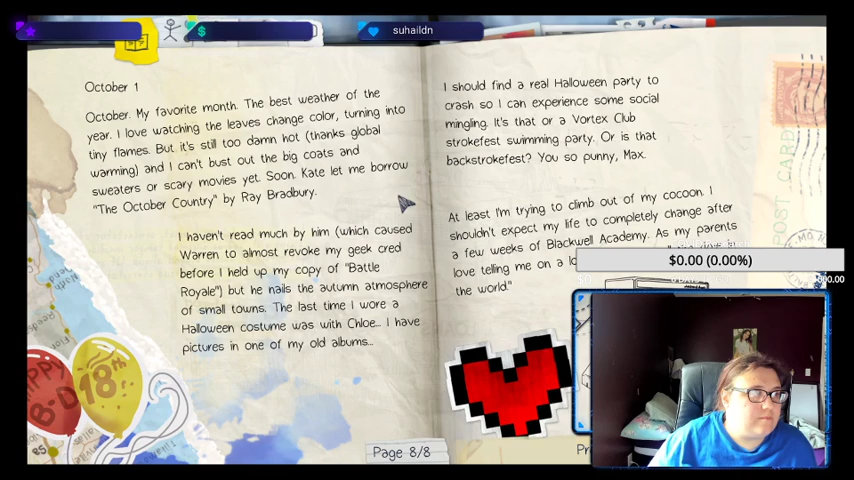 suhaildn
October 1
October. My favorite month. The best weather of the
year. I love watching the leaves change color, turning into
tiny flames. But it's still too damn hot (thanks global
warming) and I can't bust out the big coats and
sweaters or scary movies yet. Soon. Kate let me borrow
"The October Country" by Ray Bradbury.
I haven't read much by him (which caused
Warren to almost revoke my geek cred
before I held up my copy of "Battle
Royale") but he nails the autumn atmosphere
of small towns. The last time I wore a
Halloween costume was with Chloe... I have
pictures in one of my old albums...
HAPPY
B-D
18th
Page 8/8
I should find a real Halloween party to
crash so I can experience some social
mingling. It's that or a Vortex Club
strokefest swimming party. Or is that
backstrokefest? You so punny, Max.
At least I'm trying to climb out of my cocoon. I
shouldn't expect my life to completely change after
a few weeks of Blackwell Academy. As my parents
love telling me on a
the world."
POST CARD
$0.00 (0.00%)